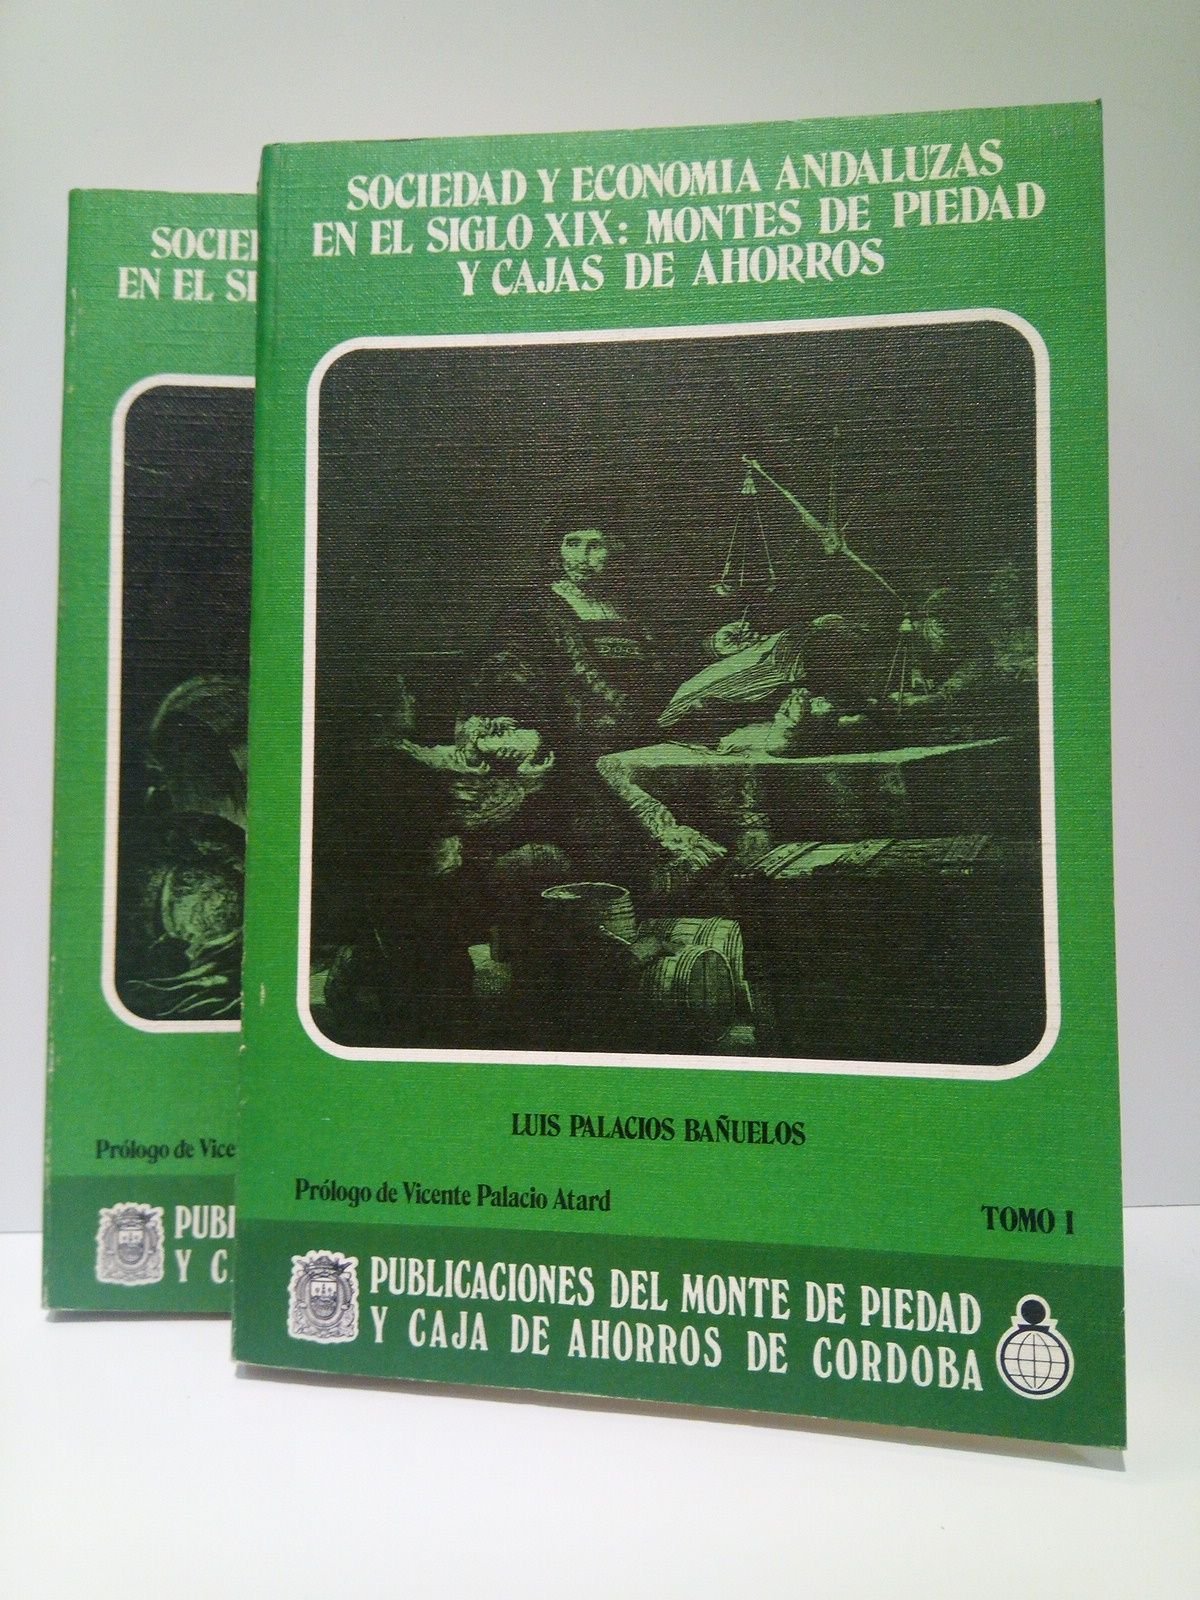 SOCIEDAD Y ECONOMIA ANDALUZAS
EN EL SIGLO XIX: MONTES DE PIEDAD
Y CAJAS DE AHORROS
LUIS PALACIOS BAÑUELOS
Prólogo de Vicente Palacio Atard
TOMO I
PUBLICACIONES DEL MONTE DE PIEDAD
Y CAJA DE AHORROS DE CORDOBA
SOCIE
EN EL SI
Prólogo de Vice
PUBL
Y C